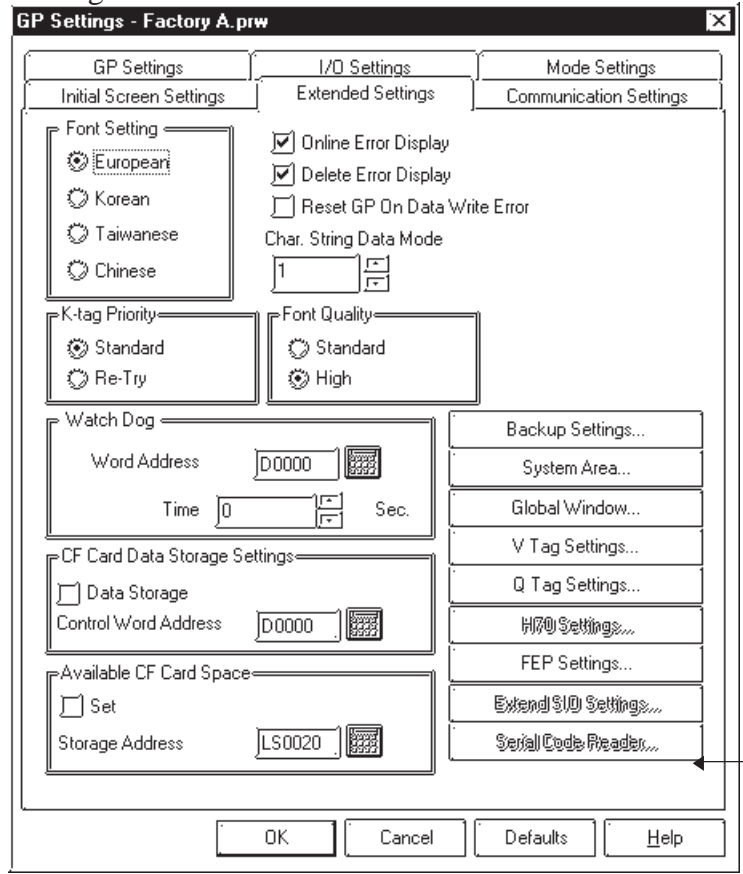 GP Settings - Factory A.prw
GP Settings
I/O Settings
Mode Settings
Initial Screen Settings
Extended Settings
Communication Settings
Font Setting
European
Korean
Taiwanese
Chinese
Online Error Display
Delete Error Display
Reset GP On Data Write Error
Char. String Data Mode
1
K-tag Priority
Standard
Re-Try
Font Quality
Standard
High
Watch Dog
Word Address D0000
Time 0 Sec.
CF Card Data Storage Settings
Data Storage
Control Word Address D0000
Available CF Card Space
Set
Storage Address LS0020
Backup Settings...
System Area...
Global Window...
V Tag Settings...
Q Tag Settings...
H70 Settings...
FEP Settings...
Extend SIO Settings...
Serial Code Reader...
OK
Cancel
Defaults
Help